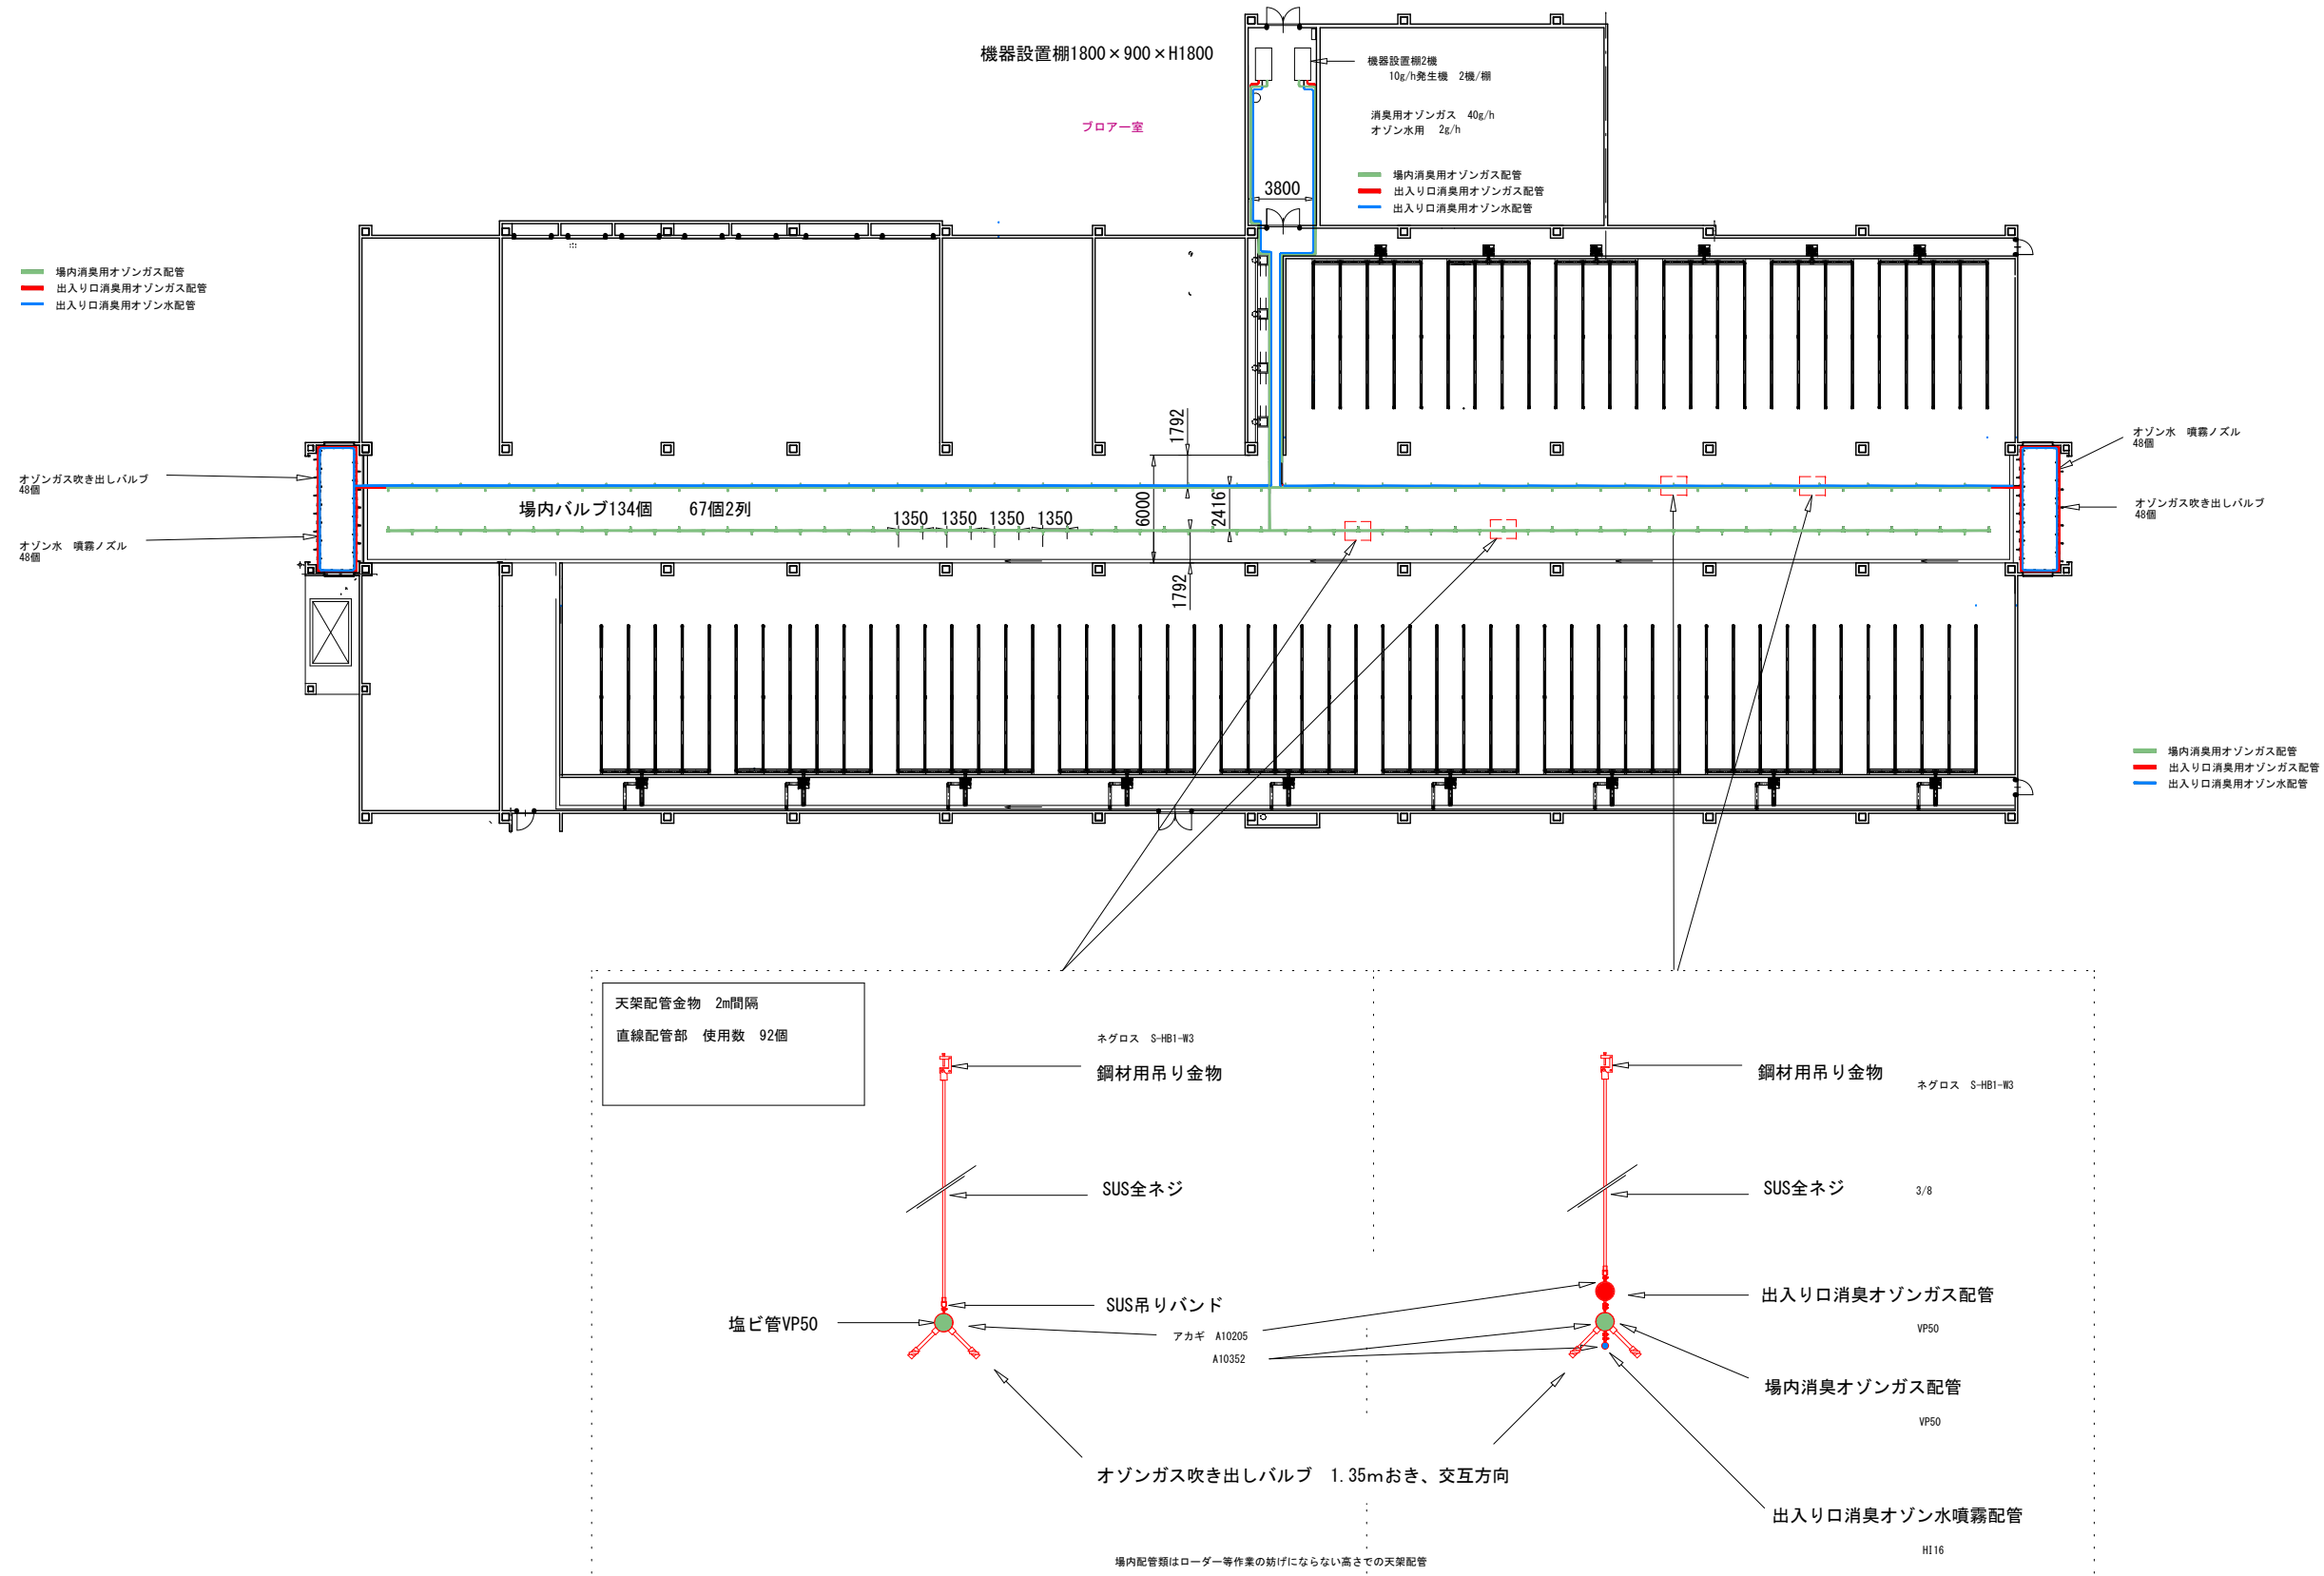 機器設置棚1800×900×H1800
機器設置棚2機
10g/h発生機　2機/棚
消臭用オゾンガス　40g/h
オゾン水用　2g/h
ブロアー室
場内消臭用オゾンガス配管
出入り口消臭用オゾンガス配管
出入り口消臭用オゾン水配管
3800
場内消臭用オゾンガス配管
出入り口消臭用オゾンガス配管
出入り口消臭用オゾン水配管
1792
オゾン水　噴霧ノズル
48個
オゾンガス吹き出しバルブ
48個
場内バルブ134個　　67個2列
1350
1350
1350
1350
6000
2416
オゾンガス吹き出しバルブ
48個
オゾン水　噴霧ノズル
48個
1792
場内消臭用オゾンガス配管
出入り口消臭用オゾンガス配管
出入り口消臭用オゾン水配管
天架配管金物　2m間隔
直線配管部　使用数　92個
ネグロス　S-HB1-W3
鋼材用吊り金物
鋼材用吊り金物
ネグロス　S-HB1-W3
SUS全ネジ
SUS全ネジ
3/8
SUS吊りバンド
出入り口消臭オゾンガス配管
塩ビ管VP50
アカギ　A10205
VP50
A10352
場内消臭オゾンガス配管
VP50
オゾンガス吹き出しバルブ　1.35mおき、交互方向
出入り口消臭オゾン水噴霧配管
HI16
場内配管類はローダー等作業の妨げにならない高さでの天架配管